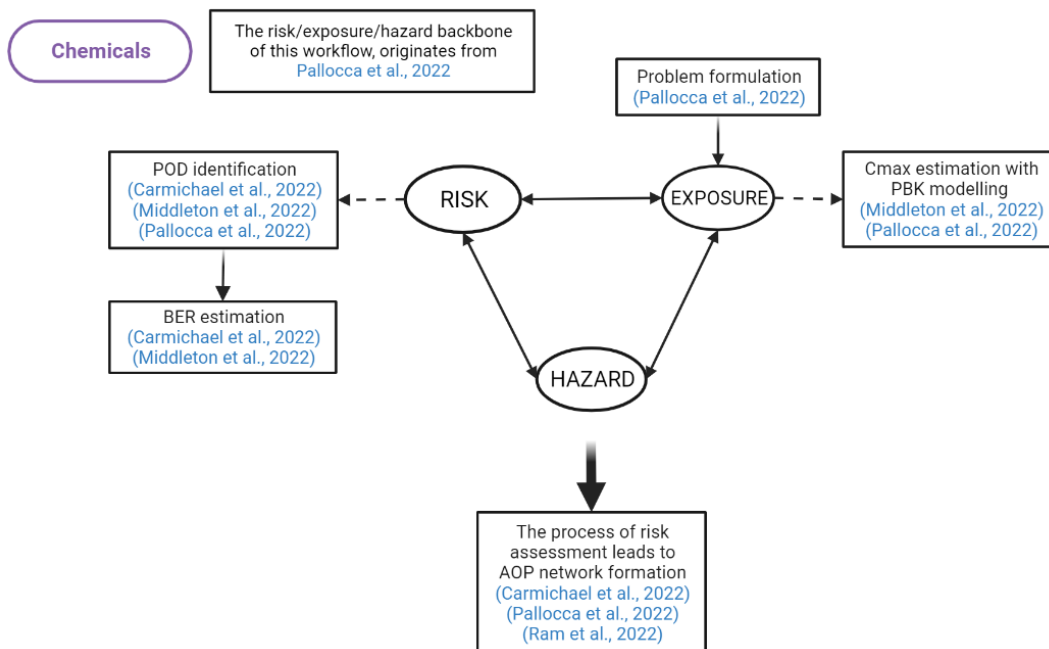 Chemicals
The risk/exposure/hazard backbone
of this workflow, originates from
Pallocca et al., 2022
Problem formulation
(Pallocca et al., 2022)
POD identification
(Carmichael et al., 2022)
(Middleton et al., 2022)
(Pallocca et al., 2022)
RISK
EXPOSURE
Cmax estimation with
PBK modelling
(Middleton et al., 2022)
(Pallocca et al., 2022)
BER estimation
(Carmichael et al., 2022)
(Middleton et al., 2022)
HAZARD
The process of risk
assessment leads to
AOP network formation
(Carmichael et al., 2022)
(Pallocca et al., 2022)
(Ram et al., 2022)